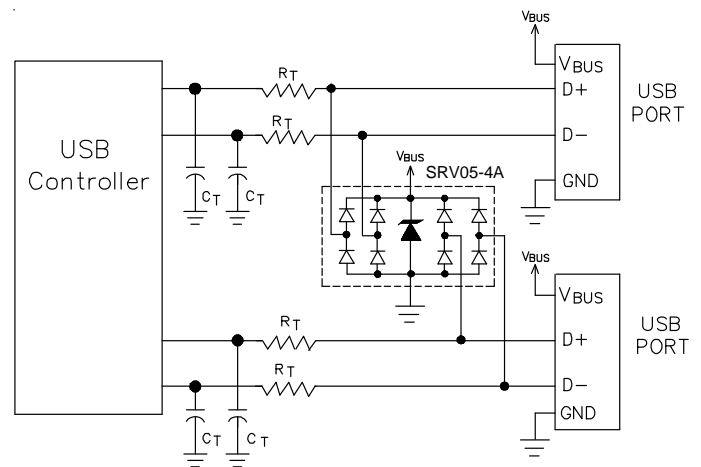 VBUS
RT
VBUS
D+
USB
PORT
RT
D−
USB
Controller
VBUS
SRV05-4A
CT
CT
GND
VBUS
VBUS
RT
D+
USB
PORT
RT
D−
GND
CT
CT